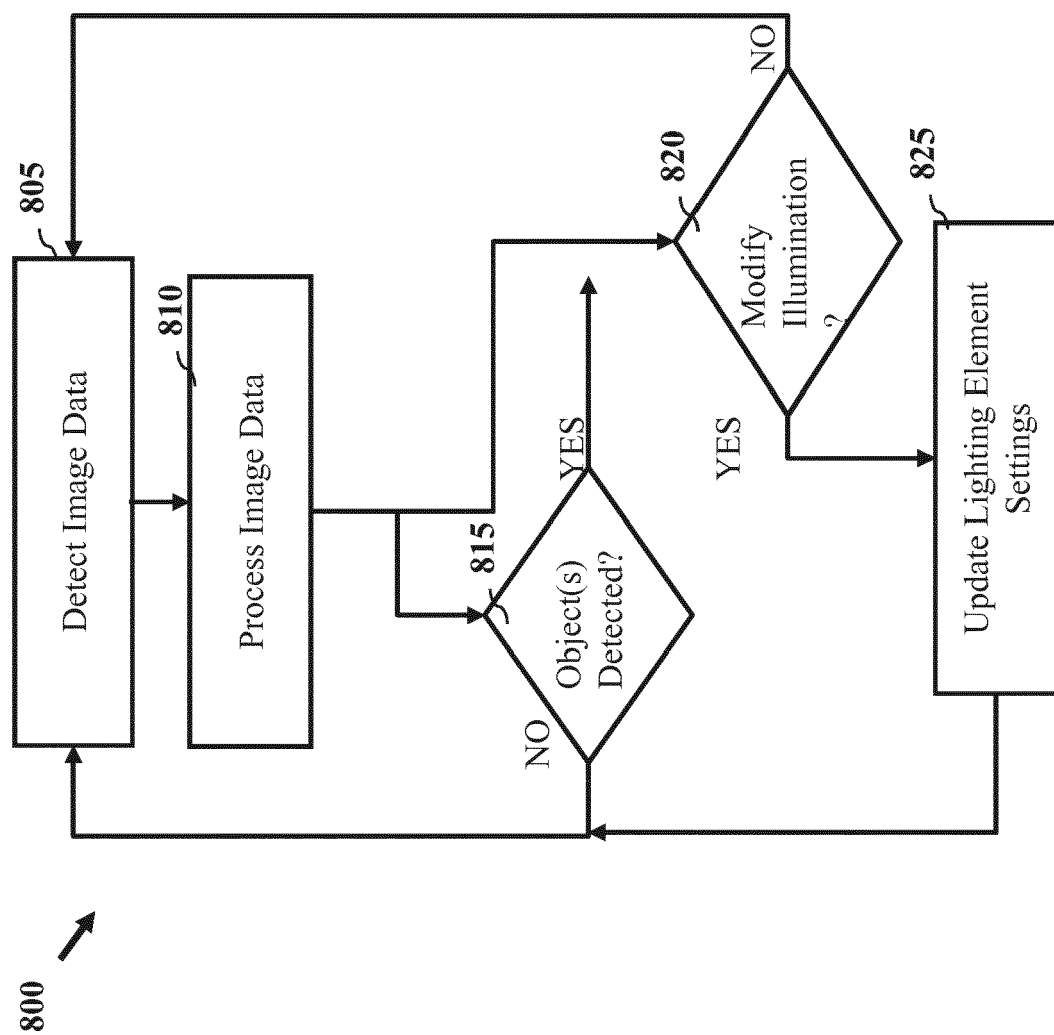 800
805
Detect Image Data
810
Process Image Data
815
Object(s)
Detected?
NO
YES
820
Modify
Illumination
?
NO
YES
825
Update Lighting Element
Settings